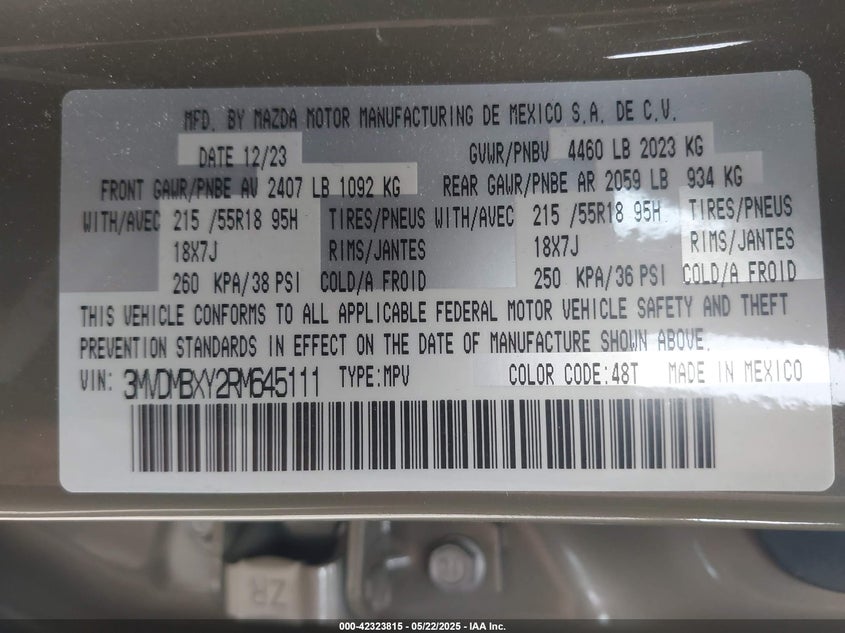 MFD. BY MAZDA MOTOR MANUFACTURING DE MEXICO S.A. DE C.V.
DATE 12/23 GVWR/PNBV 4460 LB 2023 KG
FRONT GAWR/PNBE AV 2407 LB 1092 KG REAR GAWR/PNBE AR 2059 LB 934 KG
WITH/AVEC 215 /55R18 95H TIRES/PNEUS WITH/AVEC 215 /55R18 95H TIRES/PNEUS
18X7J RIMS/JANTES 18X7J RIMS/JANTES
260 KPA/38 PSI COLD/A FROID 250 KPA/36 PSI COLD/A FROID
THIS VEHICLE CONFORMS TO ALL APPLICABLE FEDERAL MOTOR VEHICLE SAFETY AND THEFT
PREVENTION STANDARDS IN EFFECT ON THE DATE OF MANUFACTURE SHOWN ABOVE.
VIN: 3MVDMBXY2RM645111 TYPE:MPV COLOR CODE:48T MADE IN MEXICO
ZR
000-42323815 - 05/22/2025 - IAA Inc.